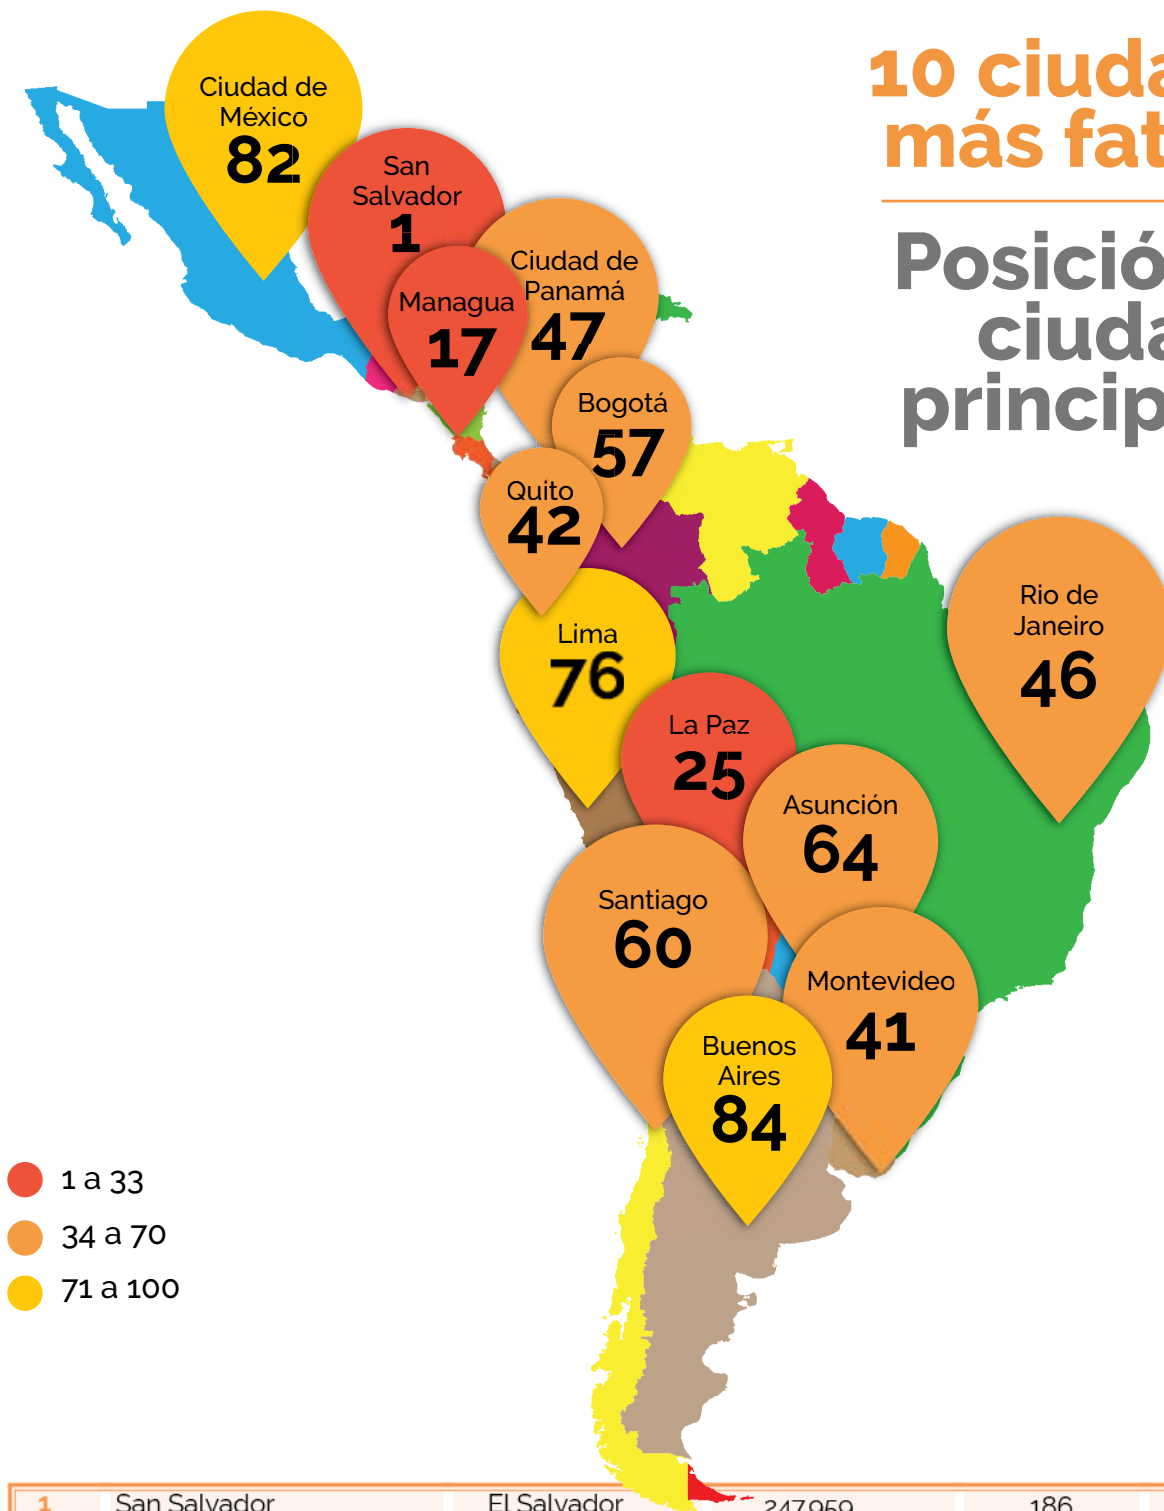 10 ciuda
más fat
Posició
ciuda
princip
Ciudad de
México
82
San
Salvador
1
Ciudad de
Panamá
47
Managua
17
Bogotá
57
Quito
42
Rio de
Janeiro
46
Lima
76
La Paz
25
Asunción
64
Santiago
60
Montevideo
41
Buenos
Aires
84
1 a 33
34 a 70
71 a 100
1 San Salvador El Salvador 247.959 186